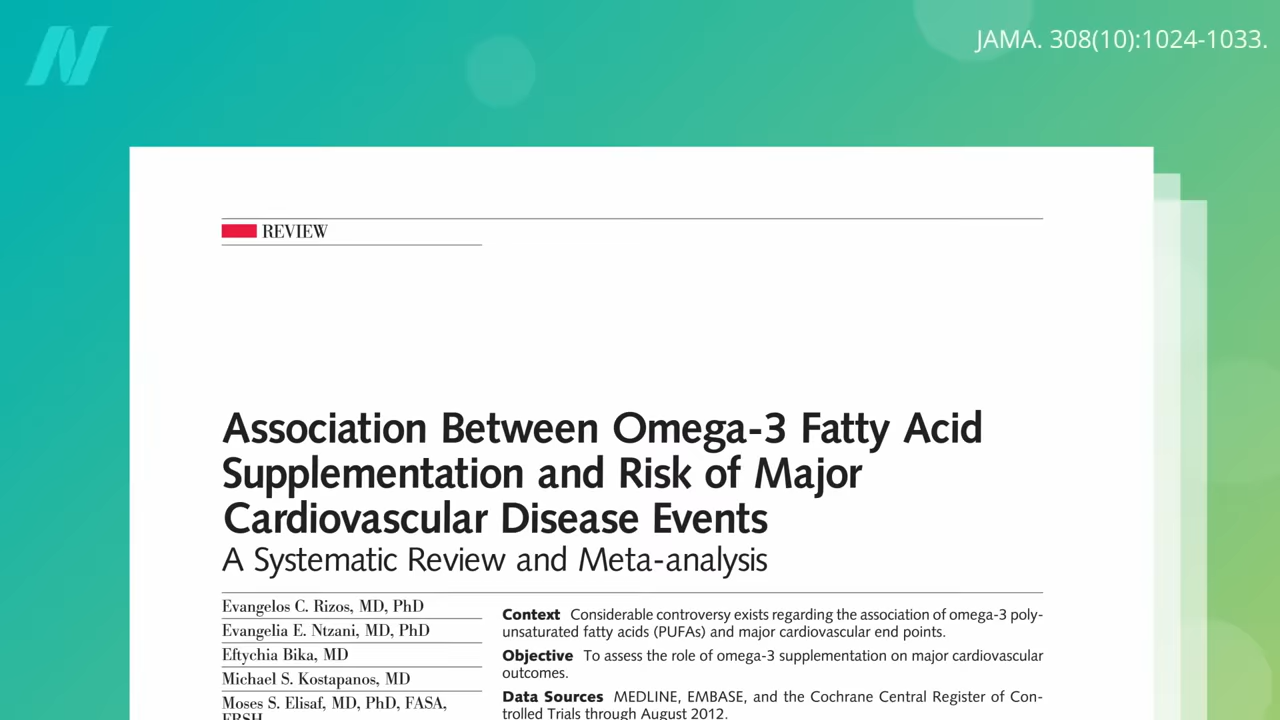 JAMA. 308(10):1024-1033.
REVIEW
Association Between Omega-3 Fatty Acid
Supplementation and Risk of Major
Cardiovascular Disease Events
A Systematic Review and Meta-analysis
Evangelos C. Rizos, MD, PhD
Evangelia E. Ntzani, MD, PhD
Eftychia Bika, MD
Michael S. Kostapanos, MD
Moses S. Elisaf, MD, PhD, FASA,
FRSH
Context Considerable controversy exists regarding the association of omega-3 poly-
unsaturated fatty acids (PUFAs) and major cardiovascular end points.
Objective To assess the role of omega-3 supplementation on major cardiovascular
outcomes.
Data Sources MEDLINE, EMBASE, and the Cochrane Central Register of Con-
trolled Trials through August 2012.